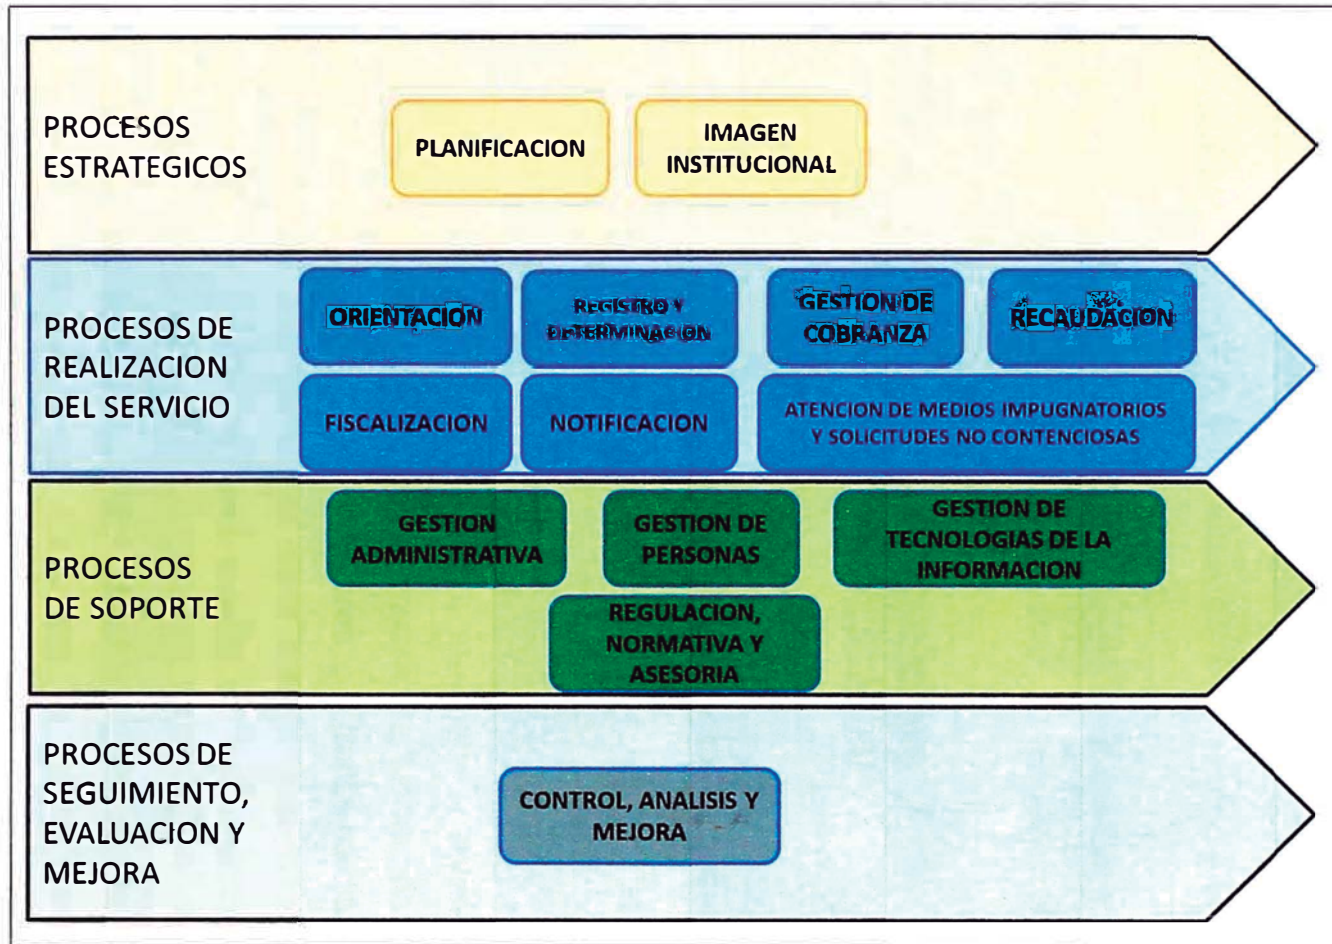 PROCESOS
ESTRATEGICOS
PLANIFICACION
IMAGEN
INSTITUCIONAL
PROCESOS DE
REALIZACION
DEL SERVICIO
ORIENTACION
REGISTRO Y
DETERMINACION
GESTION DE
COBRANZA
RECAUDACION
FISCALIZACION
NOTIFICACION
ATENCION DE MEDIOS IMPUGNATORIOS
Y SOLICITUDES NO CONTENCIOSAS
PROCESOS
DE SOPORTE
GESTION
ADMINISTRATIVA
GESTION DE
PERSONAS
GESTION DE
TECNOLOGIAS DE LA
INFORMACION
REGULACION,
NORMATIVA Y
ASESORIA
PROCESOS DE
SEGUIMIENTO,
EVALUACION Y
MEJORA
CONTROL, ANALISIS Y
MEJORA